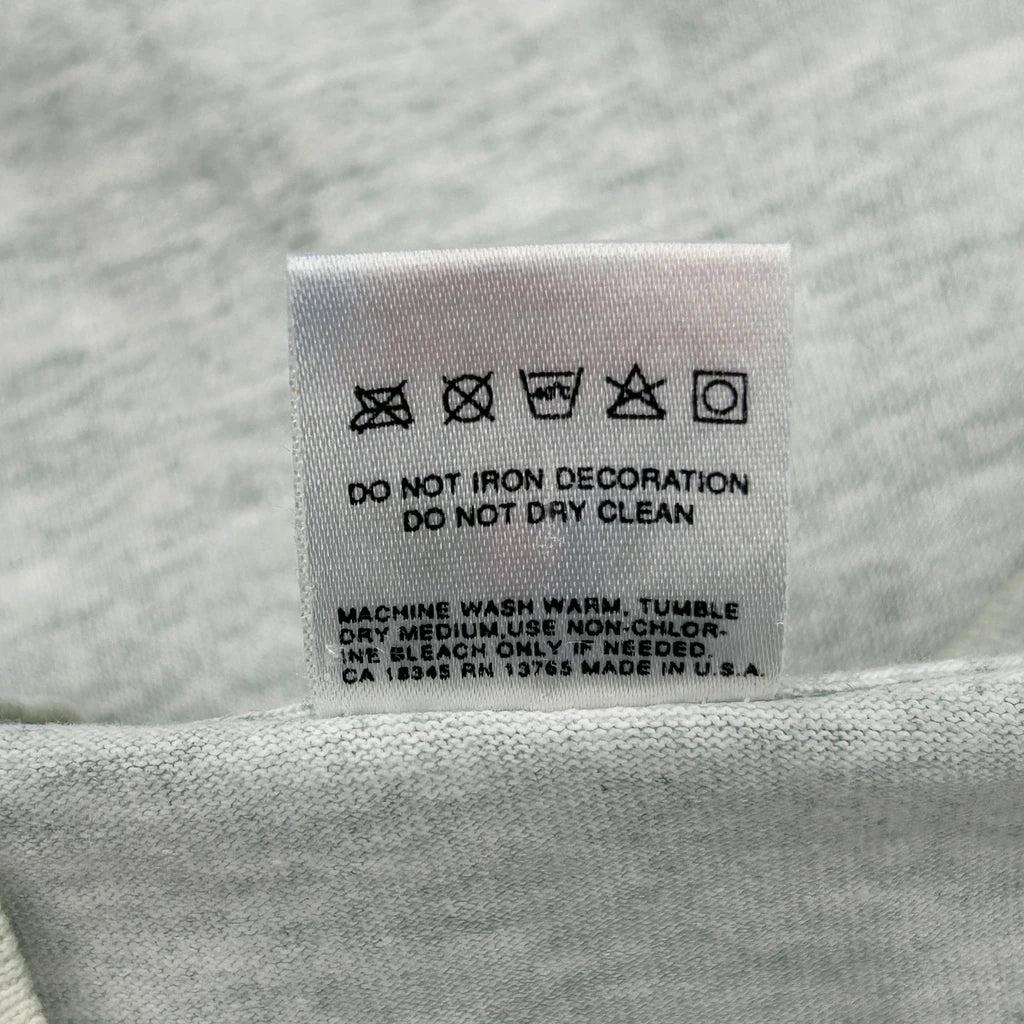 40°C
DO NOT IRON DECORATION
DO NOT DRY CLEAN
MACHINE WASH WARM, TUMBLE
DRY MEDIUM,USE NON-CHLOR-
INE BLEACH ONLY IF NEEDED.
CA 18345 RN 13765 MADE IN U.S.A.